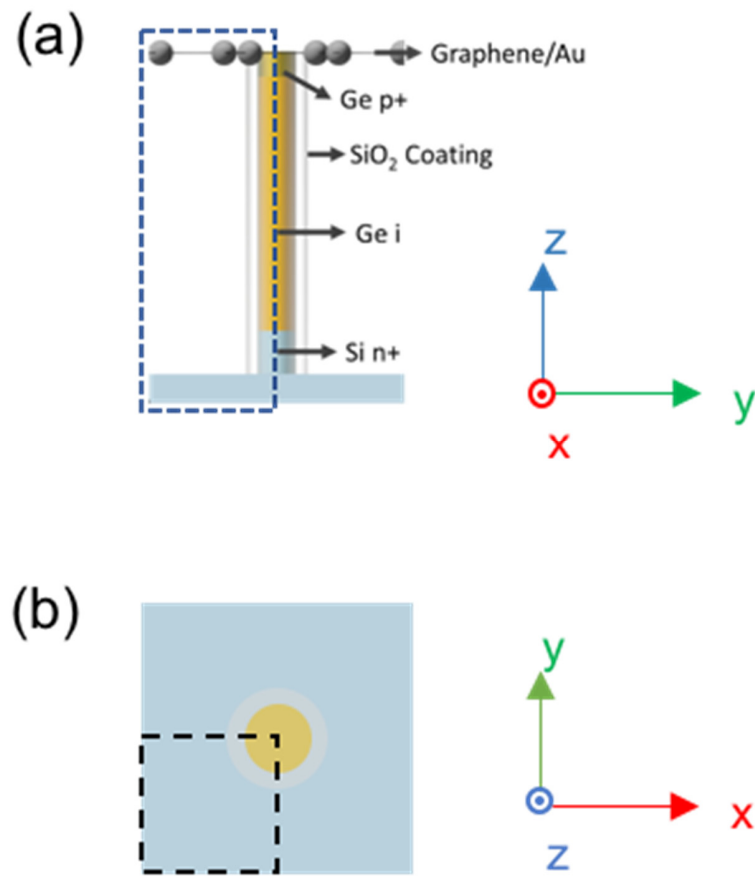 (a)
Graphene/Au
Ge p+
SiO₂ Coating
Ge i
Si n+
z
y
x
(b)
y
x
z